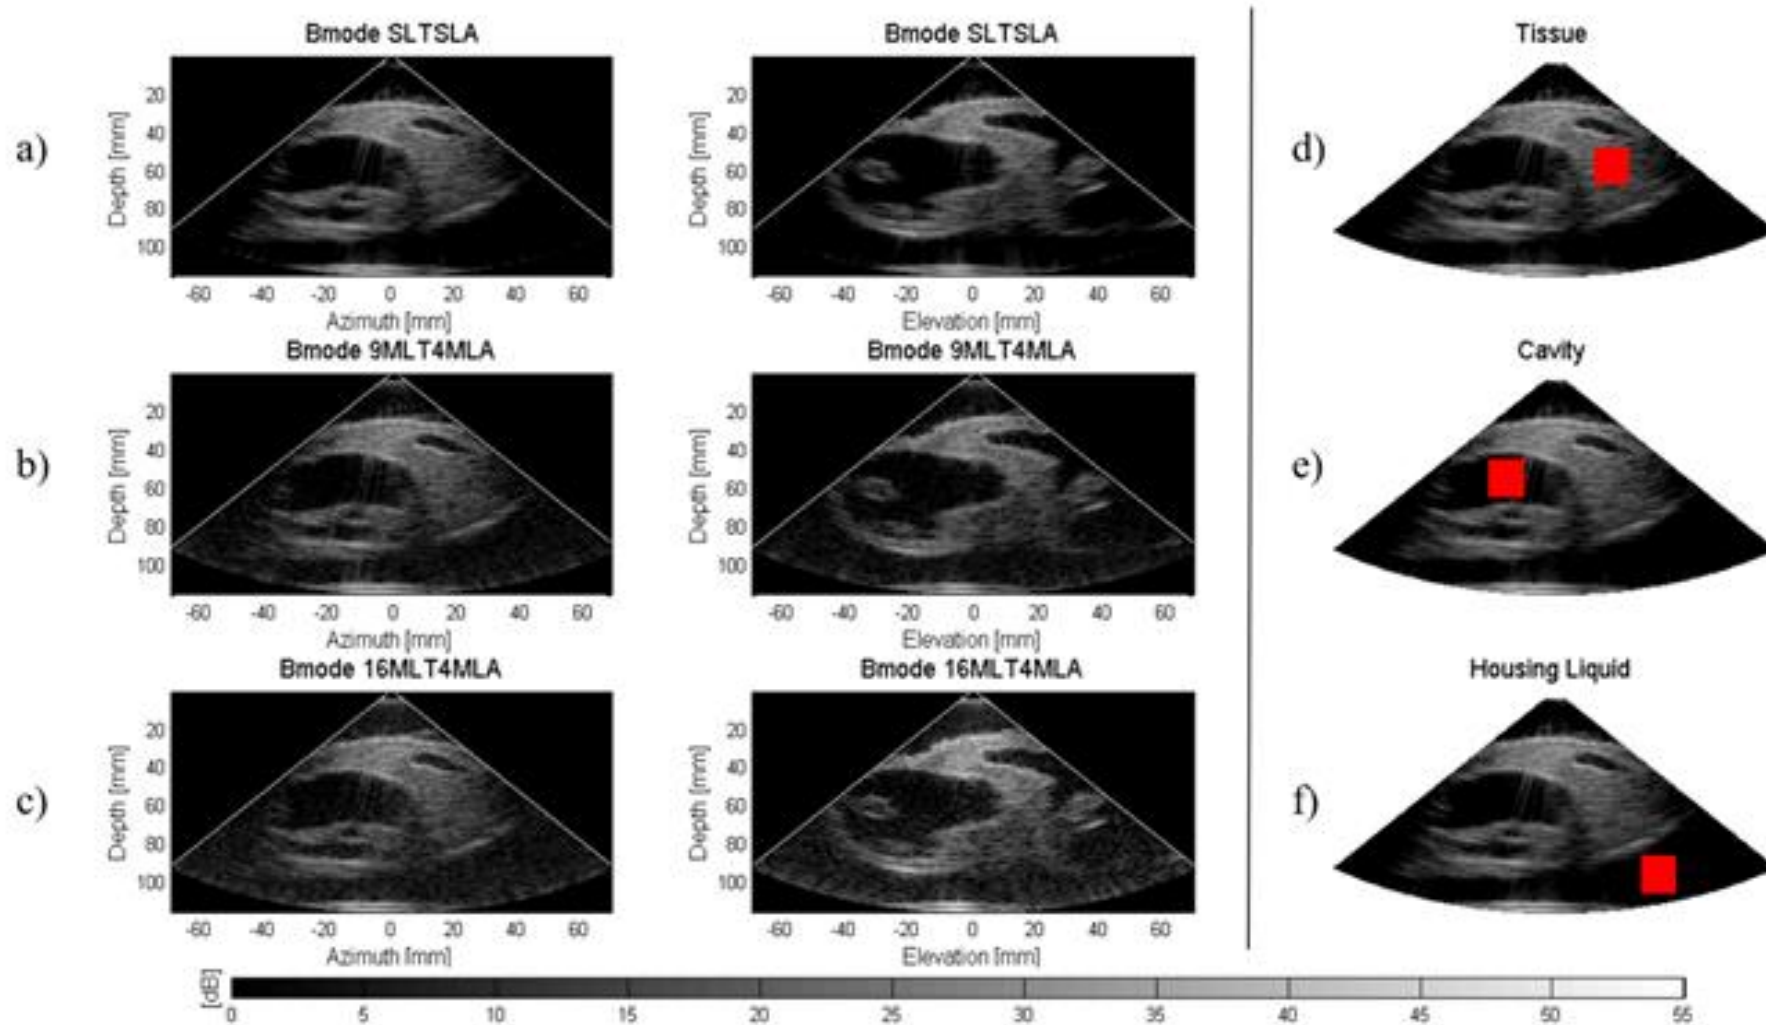 Bmode SLTSLA
Bmode SLTSLA
Tissue
a)
Depth [mm]
20
40
60
80
100
-60 -40 -20 0 20 40 60
Azimuth [mm]
Depth [mm]
20
40
60
80
100
-60 -40 -20 0 20 40 60
Elevation [mm]
d)
Bmode 9MLT4MLA
Bmode 9MLT4MLA
Cavity
b)
Depth [mm]
20
40
60
80
100
-60 -40 -20 0 20 40 60
Azimuth [mm]
Depth [mm]
20
40
60
80
100
-60 -40 -20 0 20 40 60
Elevation [mm]
e)
Bmode 16MLT4MLA
Bmode 16MLT4MLA
Housing Liquid
c)
Depth [mm]
20
40
60
80
100
-60 -40 -20 0 20 40 60
Azimuth [mm]
Depth [mm]
20
40
60
80
100
-60 -40 -20 0 20 40 60
Elevation [mm]
f)
[dB]
0 5 10 15 20 25 30 35 40 45 50 55